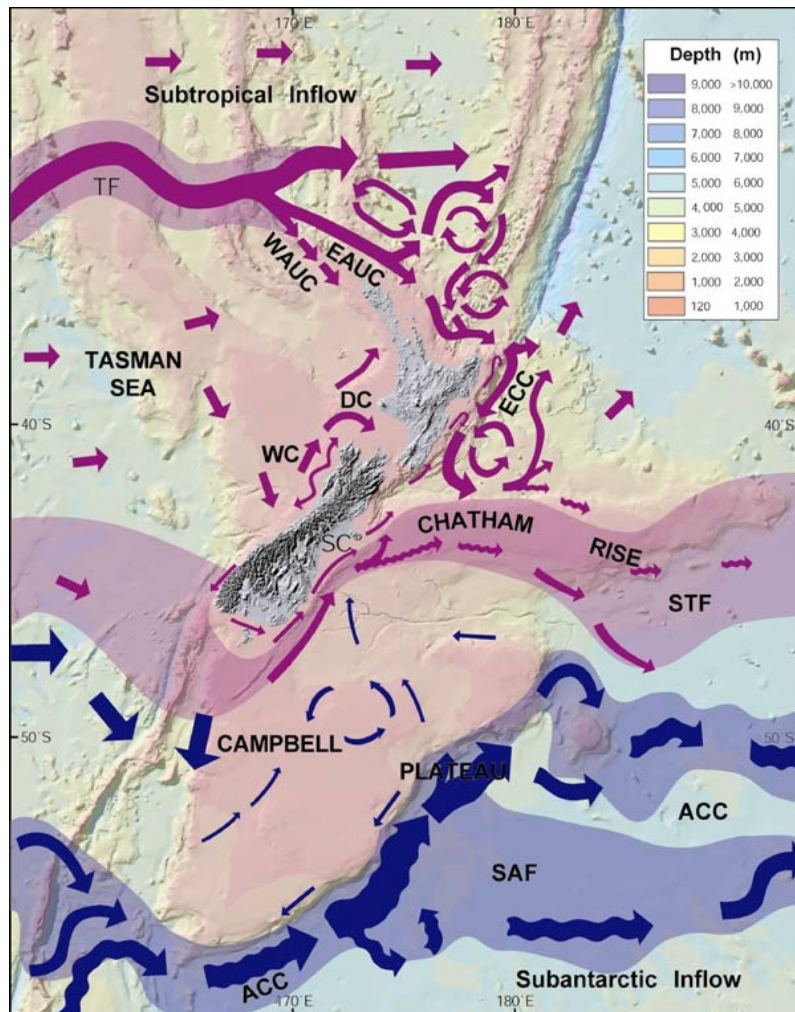 170°E
180°E
Depth (m)
9,000 >10,000
8,000 9,000
7,000 8,000
6,000 7,000
5,000 6,000
4,000 5,000
3,000 4,000
2,000 3,000
1,000 2,000
120 1,000
Subtropical Inflow
TF
WAUC
EAUC
TASMAN
SEA
DC
ECC
40°S
40°S
WC
CHATHAM
SC
RISE
STF
CAMPBELL
50°S
50°S
PLATEAU
ACC
SAF
ACC
Subantarctic Inflow
170°E
180°E